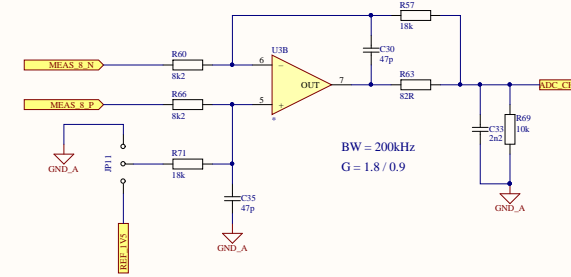 R57
18k
C30
47p
MEAS_8_N
R60
8k2
U3B
6
OUT
7
R63
82R
ADC_CH
MEAS_8_P
R66
8k2
5
*
C33
2n2
R69
10k
GND_A
JP11
R71
18k
BW = 200kHz
G = 1.8 / 0.9
C35
47p
GND_A
GND_A
REF_1V5